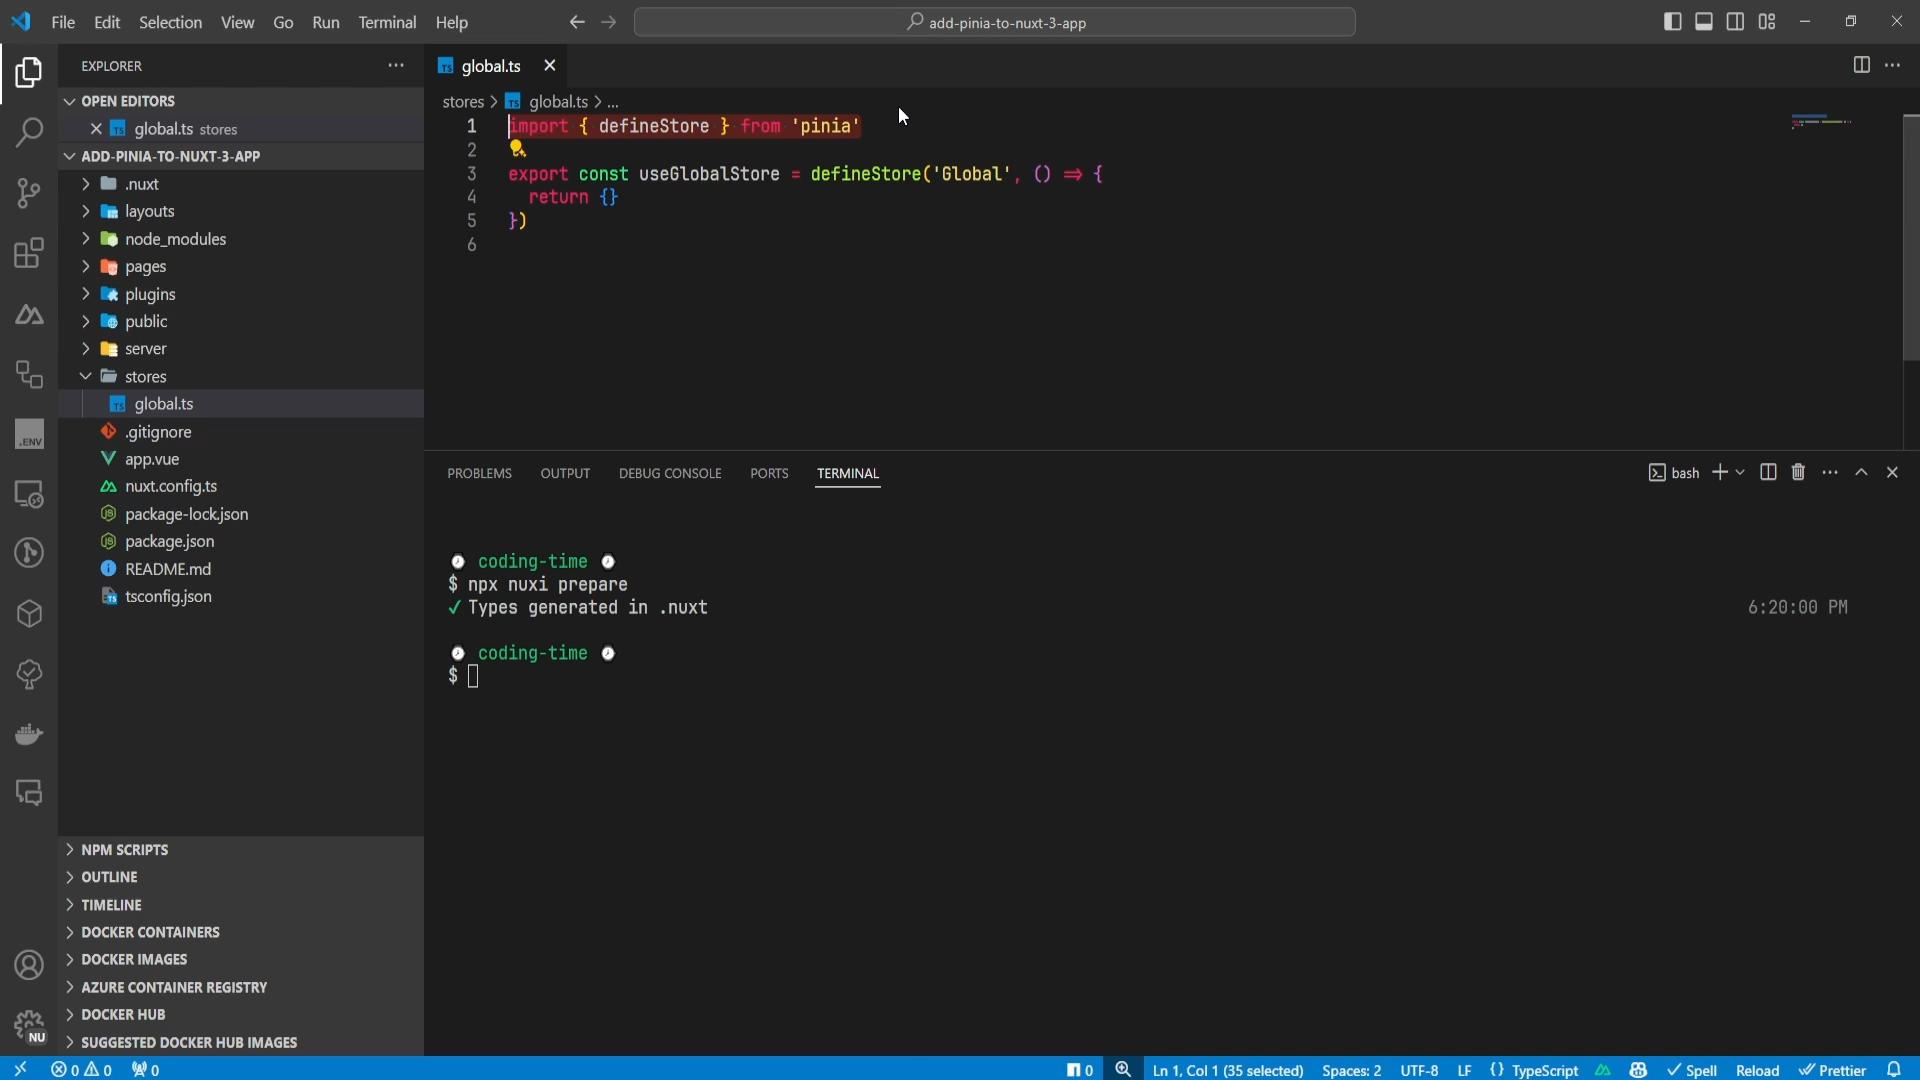 File Edit Selection View Go Run Terminal Help
add-pinia-to-nuxt-3-app
EXPLORER
OPEN EDITORS
TS global.ts stores
ADD-PINIA-TO-NUXT-3-APP
.nuxt
layouts
node_modules
pages
plugins
public
server
stores
TS global.ts
.gitignore
app.vue
nuxt.config.ts
package-lock.json
package.json
README.md
tsconfig.json
NPM SCRIPTS
OUTLINE
TIMELINE
DOCKER CONTAINERS
DOCKER IMAGES
AZURE CONTAINER REGISTRY
DOCKER HUB
SUGGESTED DOCKER HUB IMAGES
.ENV
NU
TS global.ts
stores > TS global.ts > ...
1 import { defineStore } from 'pinia'
2
3 export const useGlobalStore = defineStore('Global', () => {
4 return {}
5 })
6
PROBLEMS OUTPUT DEBUG CONSOLE PORTS TERMINAL
bash
coding-time
$ npx nuxi prepare
✓ Types generated in .nuxt 6:20:00 PM
coding-time
$
0 0 0
0 Ln 1, Col 1 (35 selected) Spaces: 2 UTF-8 LF {} TypeScript Spell Reload Prettier